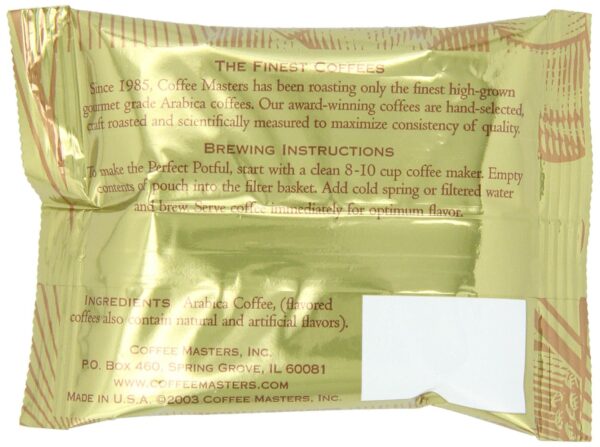 THE FINEST COFFEES
Since 1985, Coffee Masters has been roasting only the finest high-grown
gourmet grade Arabica coffees. Our award-winning coffees are hand-selected,
craft roasted and scientifically measured to maximize consistency of quality.
BREWING INSTRUCTIONS
To make the Perfect Potful, start with a clean 8-10 cup coffee maker. Empty
contents of pouch into the filter basket. Add cold spring or filtered water
and brew. Serve coffee immediately for optimum flavor.
INGREDIENTS Arabica Coffee, (flavored
coffees also contain natural and artificial flavors).
COFFEE MASTERS, INC.
P.O. BOX 460, SPRING GROVE, IL 60081
WWW.COFFEEMASTERS.COM
MADE IN U.S.A. ©2003 COFFEE MASTERS, INC.